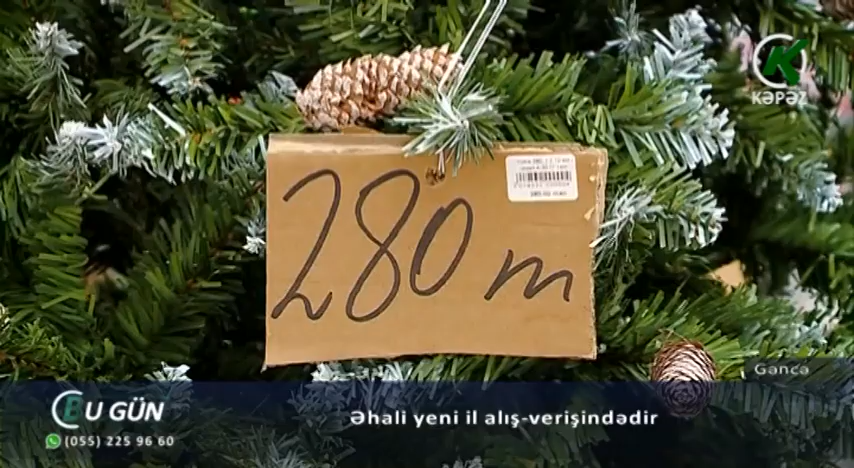 KƏPƏZ
280 m
Gəncə
BU GÜN
Əhali yeni il alış-verişindədir
(055) 225 96 60